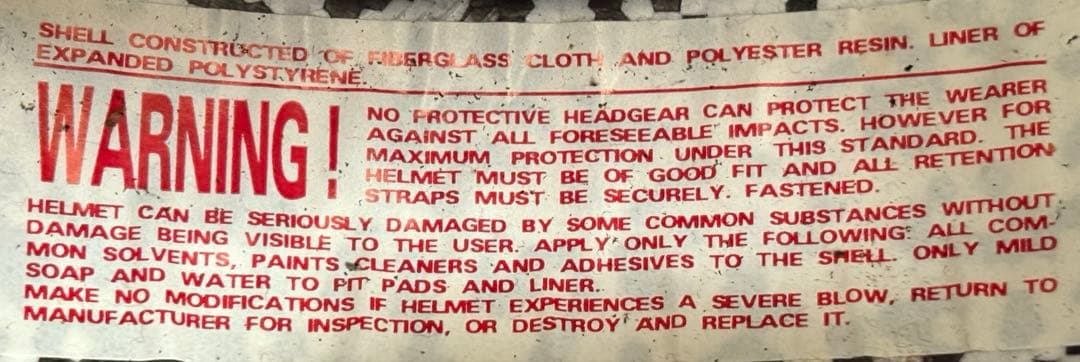 SHELL CONSTRUCTED OF FIBERGLASS CLOTH AND POLYESTER RESIN. LINER OF
EXPANDED POLYSTYRENE.
WARNING!
NO PROTECTIVE HEADGEAR CAN PROTECT THE WEARER
AGAINST ALL FORESEEABLE IMPACTS. HOWEVER FOR
MAXIMUM PROTECTION UNDER THIS STANDARD. THE
HELMET MUST BE OF GOOD FIT AND ALL RETENTION
STRAPS MUST BE SECURELY. FASTENED.
HELMET CAN BE SERIOUSLY DAMAGED BY SOME COMMON SUBSTANCES WITHOUT
DAMAGE BEING VISIBLE TO THE USER. APPLY ONLY THE FOLLOWING: ALL COM-
MON SOLVENTS, PAINTS CLEANERS AND ADHESIVES TO THE SHELL. ONLY MILD
SOAP AND WATER TO PIT PADS AND LINER.
MAKE NO MODIFICATIONS IF HELMET EXPERIENCES A SEVERE BLOW, RETURN TO
MANUFACTURER FOR INSPECTION, OR DESTROY AND REPLACE IT.